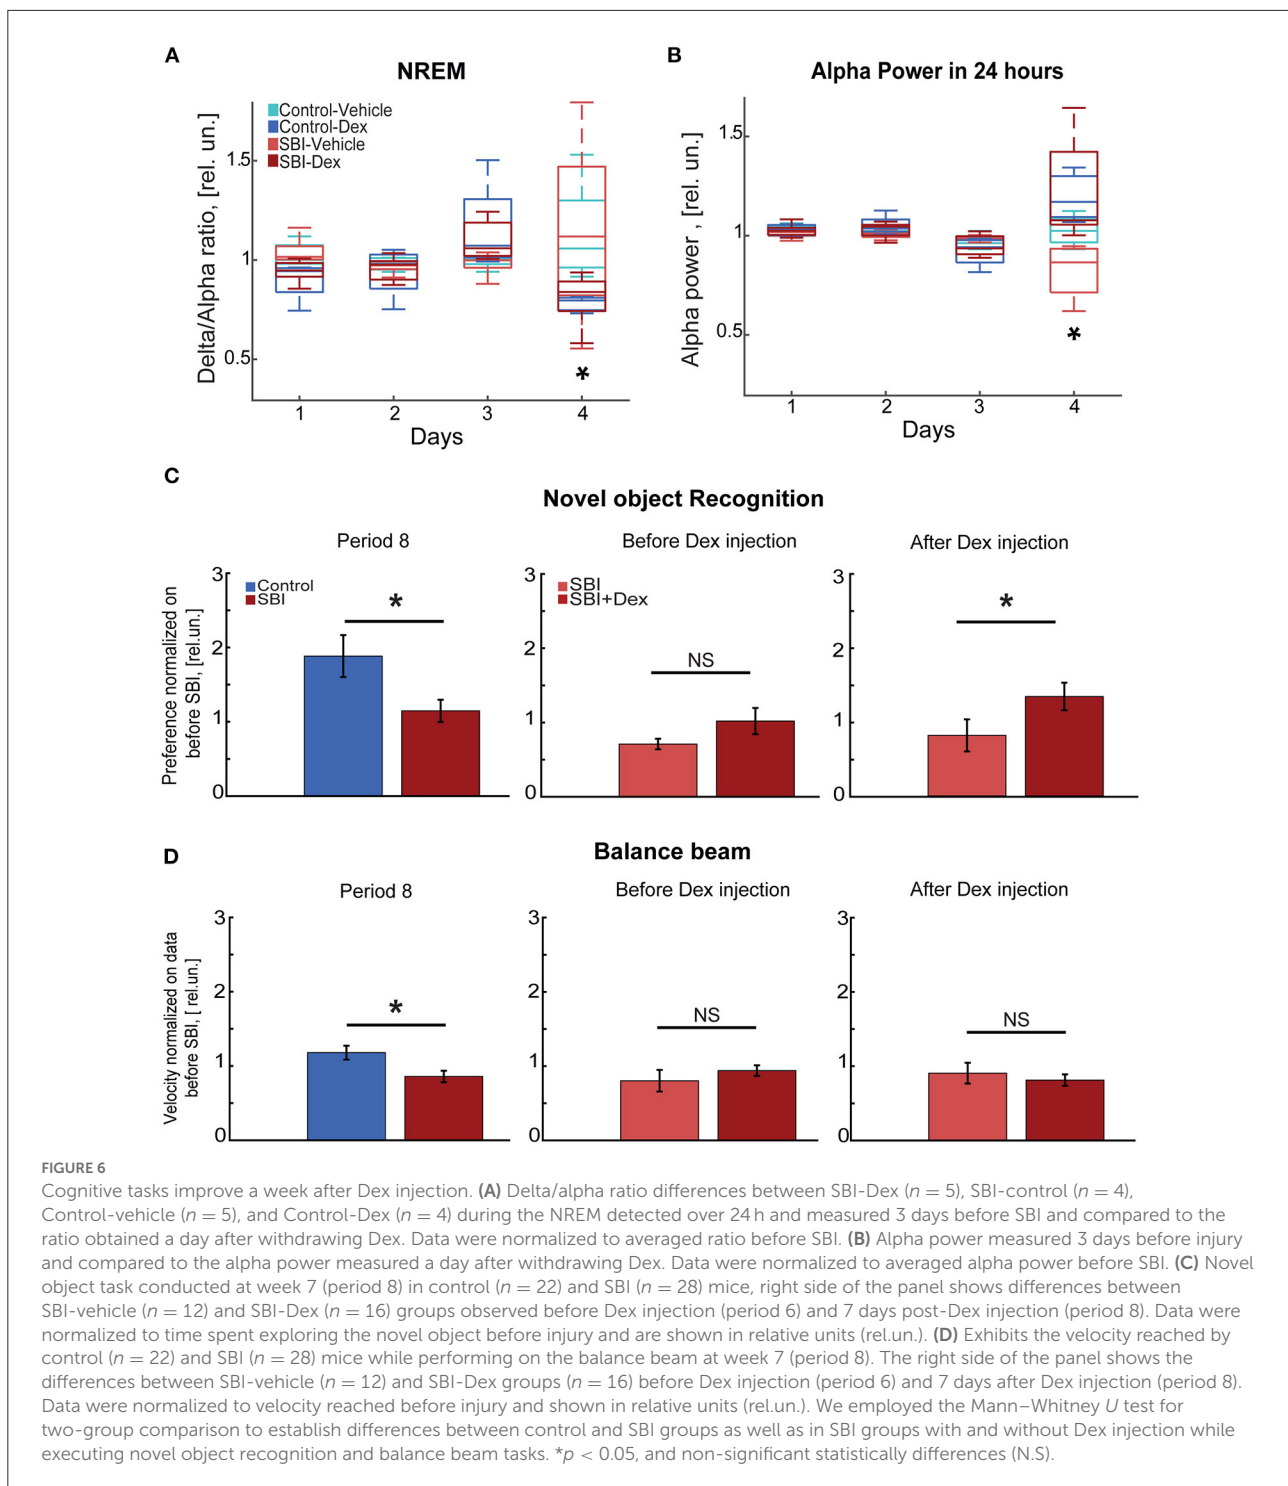 A
NREM
Delta/Alpha ratio, [rel. un.]
Control-Vehicle
Control-Dex
SBI-Vehicle
SBI-Dex
1.5
1
0.5
*
1 2 3 4
Days
B
Alpha Power in 24 hours
Alpha power , [rel. un.]
1.5
1
0.5
*
1 2 3 4
Days
C
Novel object Recognition
Preference normalized on
before SBI, [rel.un.]
Period 8
3
2
1
0
Control
SBI
*
Before Dex injection
3
2
1
0
SBI
SBI+Dex
NS
After Dex injection
3
2
1
0
*
D
Balance beam
Velocity normalized on data
before SBI, [ rel.un.]
Period 8
3
2
1
0
*
Before Dex injection
3
2
1
0
NS
After Dex injection
3
2
1
0
NS
FIGURE 6
Cognitive tasks improve a week after Dex injection. (A) Delta/alpha ratio differences between SBI-Dex (n = 5), SBI-control (n = 4),
Control-vehicle (n = 5), and Control-Dex (n = 4) during the NREM detected over 24 h and measured 3 days before SBI and compared to the
ratio obtained a day after withdrawing Dex. Data were normalized to averaged ratio before SBI. (B) Alpha power measured 3 days before injury
and compared to the alpha power measured a day after withdrawing Dex. Data were normalized to averaged alpha power before SBI. (C) Novel
object task conducted at week 7 (period 8) in control (n = 22) and SBI (n = 28) mice, right side of the panel shows differences between
SBI-vehicle (n = 12) and SBI-Dex (n = 16) groups observed before Dex injection (period 6) and 7 days post-Dex injection (period 8). Data were
normalized to time spent exploring the novel object before injury and are shown in relative units (rel.un.). (D) Exhibits the velocity reached by
control (n = 22) and SBI (n = 28) mice while performing on the balance beam at week 7 (period 8). The right side of the panel shows the
differences between SBI-vehicle (n = 12) and SBI-Dex groups (n = 16) before Dex injection (period 6) and 7 days after Dex injection (period 8).
Data were normalized to velocity reached before injury and shown in relative units (rel.un.). We employed the Mann–Whitney U test for
two-group comparison to establish differences between control and SBI groups as well as in SBI groups with and without Dex injection while
executing novel object recognition and balance beam tasks. *p < 0.05, and non-significant statistically differences (N.S).